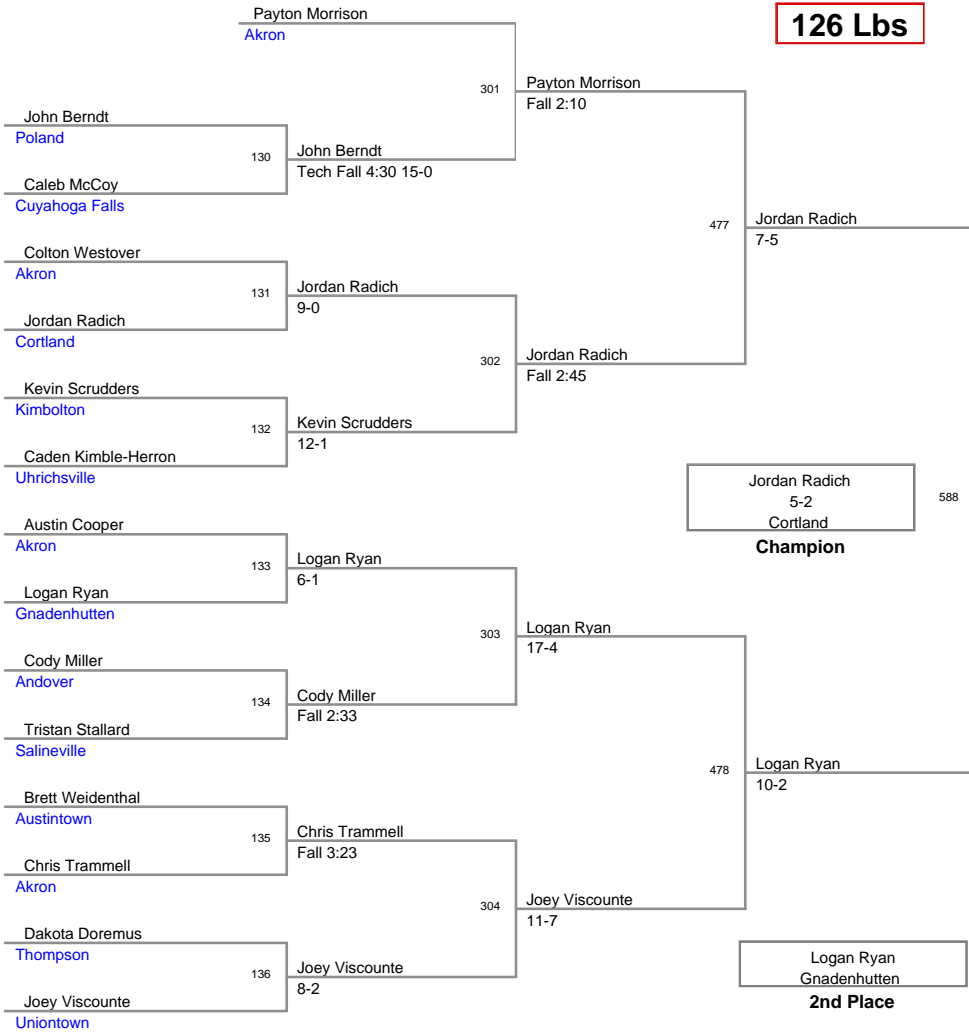 Payton Morrison
126 Lbs
Akron
301
Payton Morrison
Fall 2:10
John Berndt
Poland
130
John Berndt
Tech Fall 4:30 15-0
Caleb McCoy
Cuyahoga Falls
477
Jordan Radich
7-5
Colton Westover
Akron
131
Jordan Radich
9-0
Jordan Radich
Cortland
302
Jordan Radich
Fall 2:45
Kevin Scrudders
Kimbolton
132
Kevin Scrudders
12-1
Caden Kimble-Herron
Uhrichsville
Jordan Radich
5-2
Cortland
588
Champion
Austin Cooper
Akron
133
Logan Ryan
6-1
Logan Ryan
Gnadenhutten
303
Logan Ryan
17-4
Cody Miller
Andover
134
Cody Miller
Fall 2:33
Tristan Stallard
Salineville
478
Logan Ryan
10-2
Brett Weidenthal
Austintown
135
Chris Trammell
Fall 3:23
Chris Trammell
Akron
304
Joey Viscounte
11-7
Dakota Doremus
Thompson
136
Joey Viscounte
8-2
Joey Viscounte
Uniontown
Logan Ryan
Gnadenhutten
2nd Place